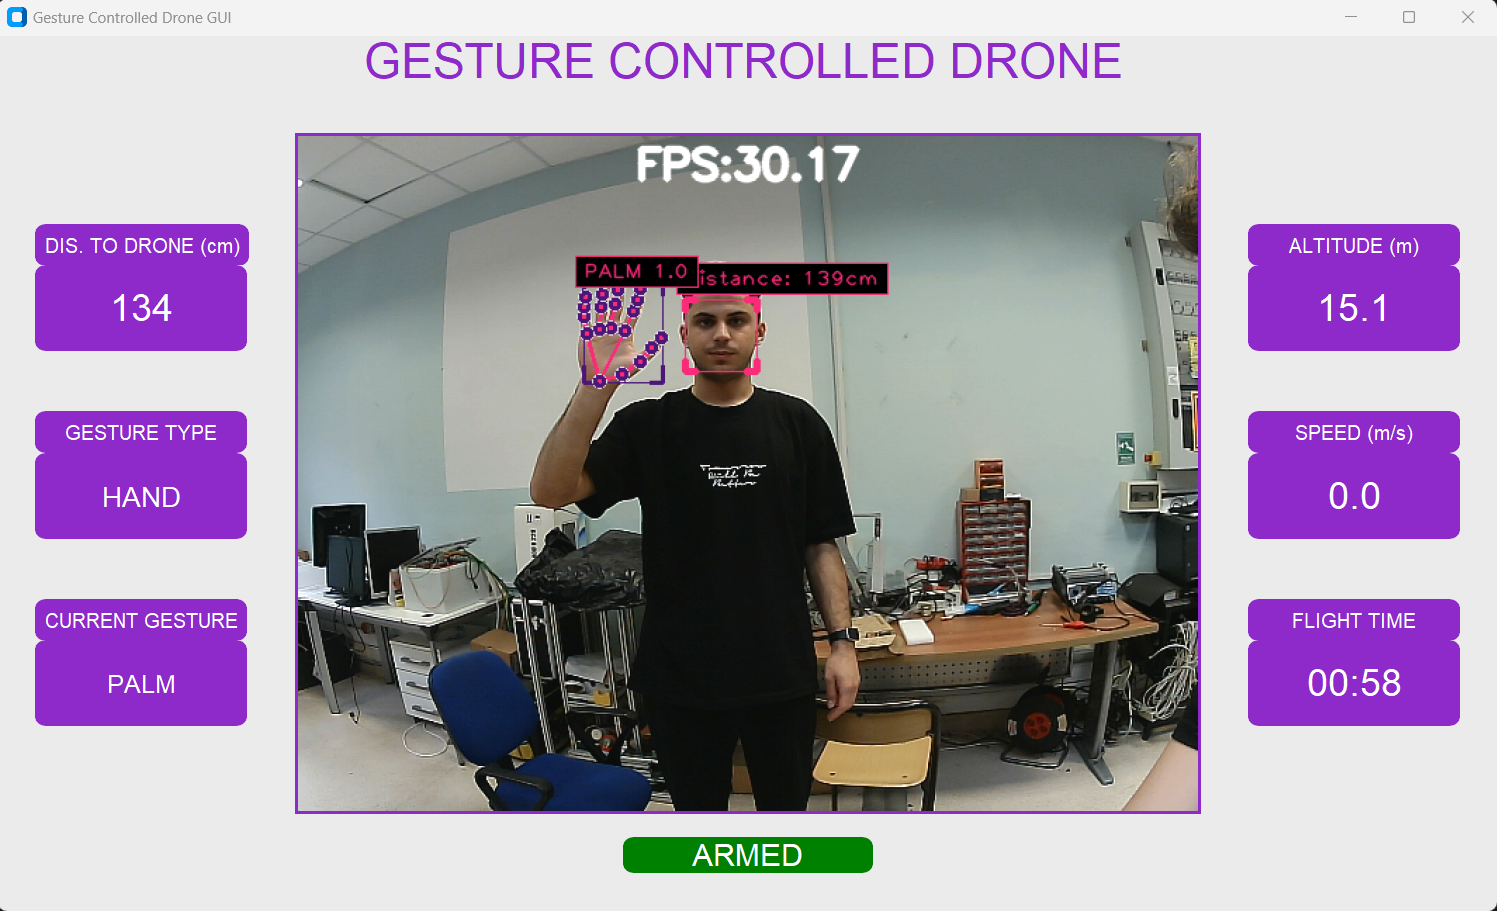 Gesture Controlled Drone GUI
GESTURE CONTROLLED DRONE
FPS:30.17
DIS. TO DRONE (cm)
134
GESTURE TYPE
HAND
CURRENT GESTURE
PALM
PALM 1.0
istance: 139cm
ALTITUDE (m)
15.1
SPEED (m/s)
0.0
FLIGHT TIME
00:58
ARMED